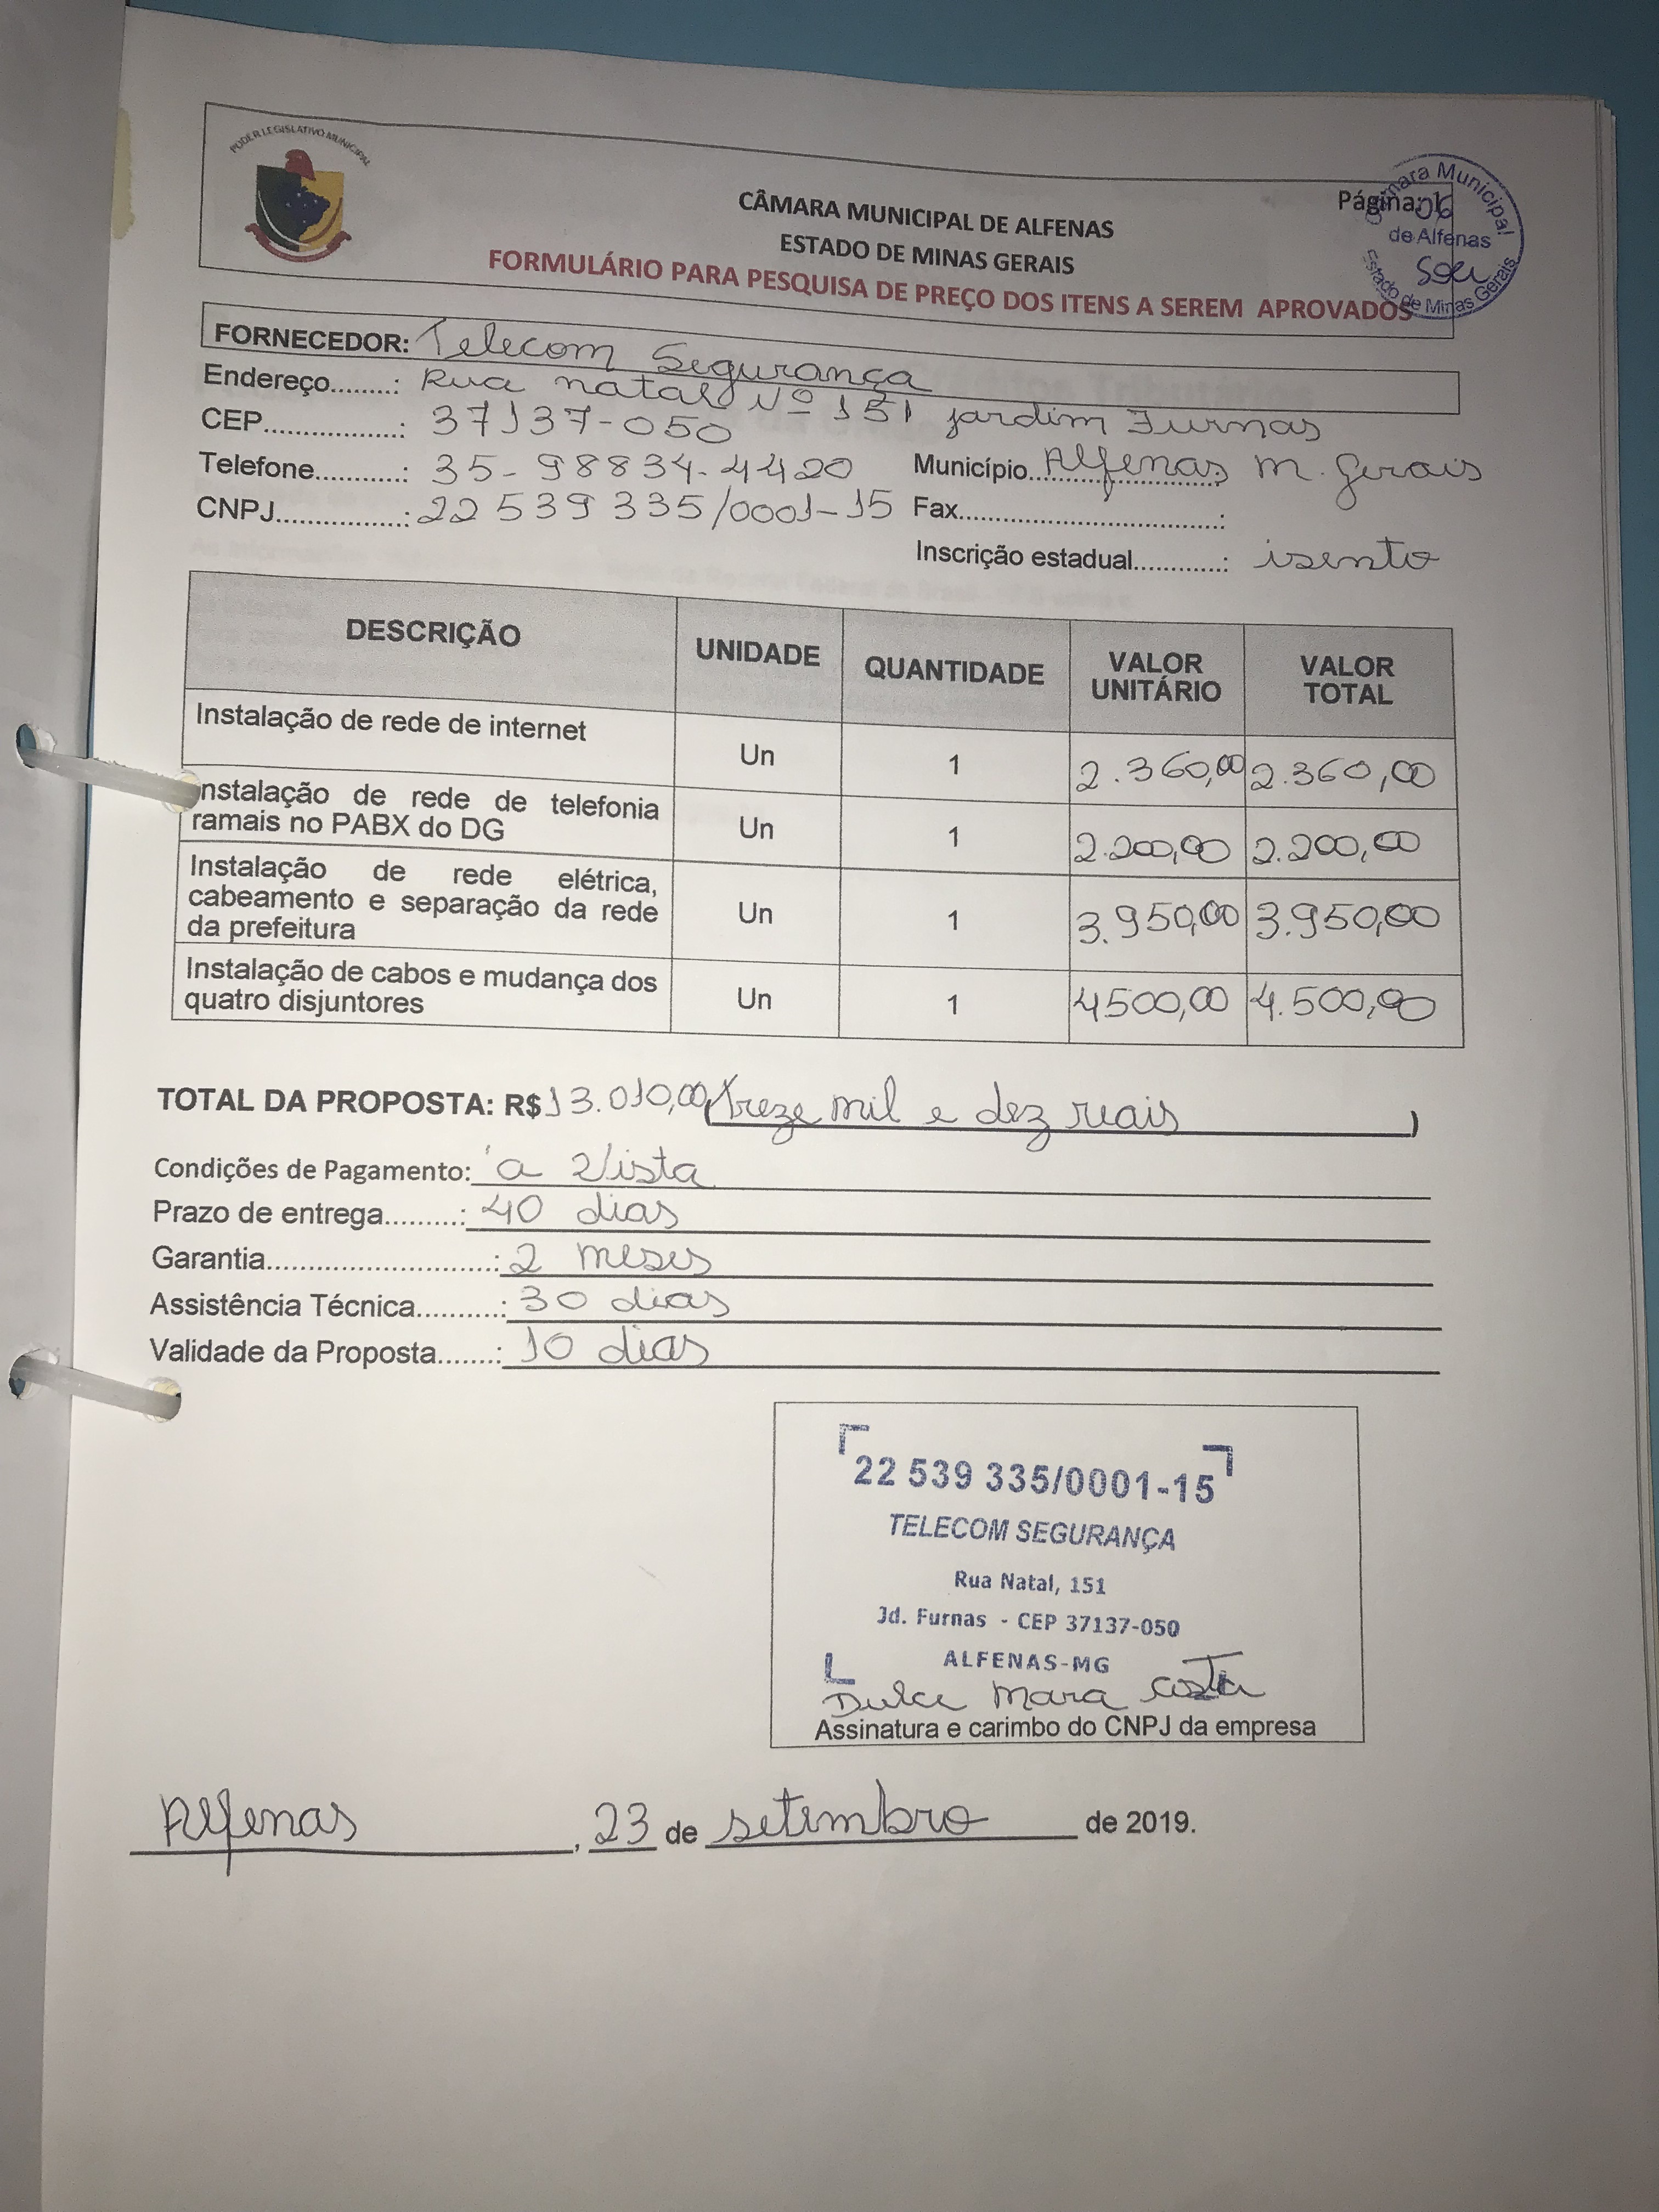 PODER LEGISLATIVO MUNICIPAL
CÂMARA MUNICIPAL DE ALFENAS
ESTADO DE MINAS GERAIS
FORMULÁRIO PARA PESQUISA DE PREÇO DOS ITENS A SEREM APROVADOS
Página: 1
Câmara Municipal
06
de Alfenas
Estado de Minas Gerais
FORNECEDOR: Telecom Segurança
Endereço........: Rua natal Nº 151 jardim Furnas
CEP................: 37137-050
Telefone...........: 35-98834-4420 Município....Alfenas M. Gerais
CNPJ................: 22 539 335/0001-15 Fax...............................:
Inscrição estadual............: isento
DESCRIÇÃO UNIDADE QUANTIDADE VALOR UNITÁRIO VALOR TOTAL
Instalação de rede de internet Un 1 2.360,00 2.360,00
Instalação de rede de telefonia
ramais no PABX do DG Un 1 2.200,00 2.200,00
Instalação de rede elétrica,
cabeamento e separação da rede
da prefeitura Un 1 3.950,00 3.950,00
Instalação de cabos e mudança dos
quatro disjuntores Un 1 4500,00 4.500,00
TOTAL DA PROPOSTA: R$ 13.010,00 (treze mil e dez reais )
Condições de Pagamento: 'a Vista
Prazo de entrega.........: 40 dias
Garantia...........................: 2 meses
Assistência Técnica..........: 30 dias
Validade da Proposta.......: 10 dias
22 539 335/0001-15
TELECOM SEGURANÇA
Rua Natal, 151
Jd. Furnas - CEP 37137-050
ALFENAS-MG
Dulce Mara Costa
Assinatura e carimbo do CNPJ da empresa
Alfenas, 23 de setembro de 2019.